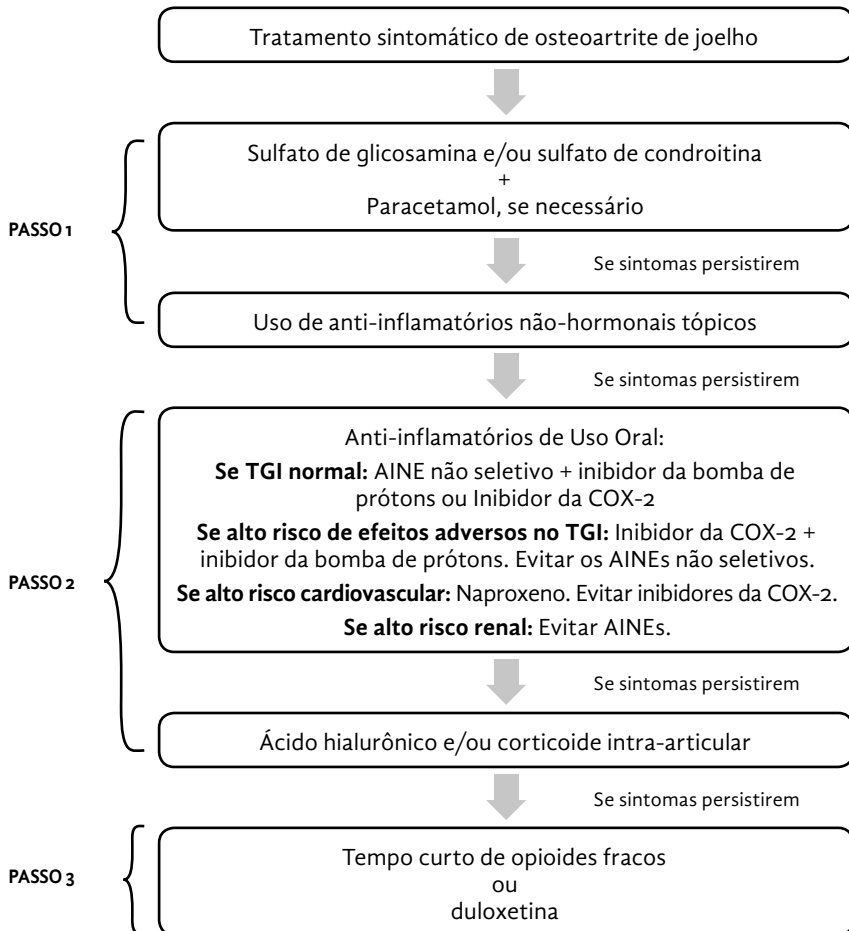 Tratamento sintomático de osteoartrite de joelho
PASSO 1
Sulfato de glicosamina e/ou sulfato de condroitina
+
Paracetamol, se necessário
Se sintomas persistirem
Uso de anti-inflamatórios não-hormonais tópicos
Se sintomas persistirem
PASSO 2
Anti-inflamatórios de Uso Oral:
Se TGI normal: AINE não seletivo + inibidor da bomba de
prótons ou Inibidor da COX-2
Se alto risco de efeitos adversos no TGI: Inibidor da COX-2 +
inibidor da bomba de prótons. Evitar os AINEs não seletivos.
Se alto risco cardiovascular: Naproxeno. Evitar inibidores da COX-2.
Se alto risco renal: Evitar AINEs.
Se sintomas persistirem
Ácido hialurônico e/ou corticoide intra-articular
Se sintomas persistirem
PASSO 3
Tempo curto de opioides fracos
ou
duloxetina